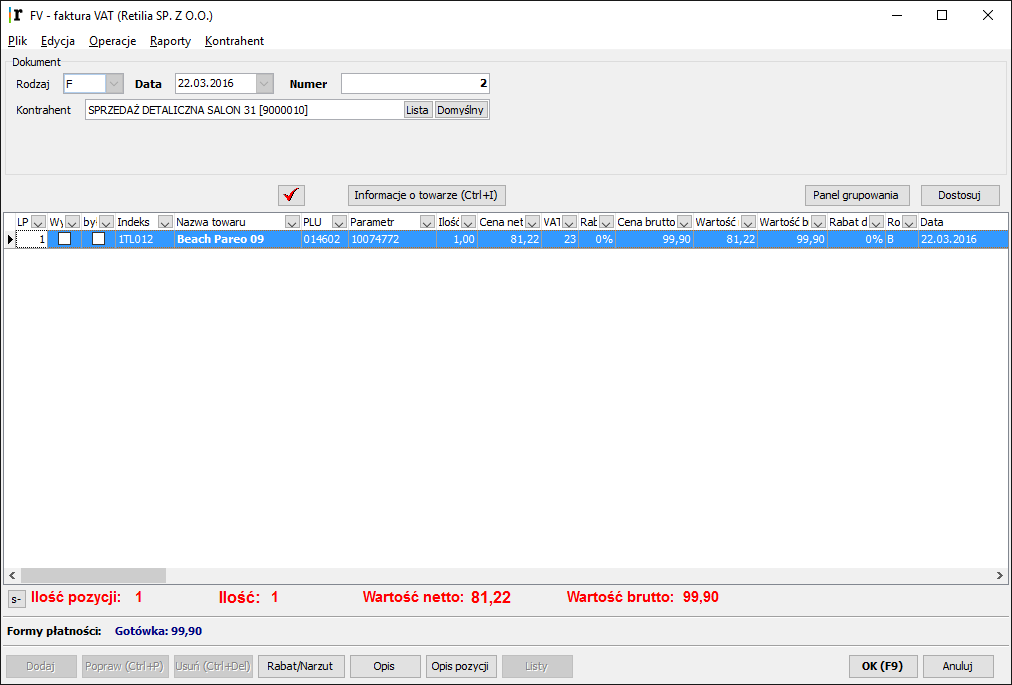 r FV - faktura VAT (Retilia SP. Z O.O.)
Plik Edycja Operacje Raporty Kontrahent
Dokument
Rodzaj F Data 22.03.2016 Numer 2
Kontrahent SPRZEDAŻ DETALICZNA SALON 31 [9000010] Lista Domyślny
Informacje o towarze (Ctrl+I) Panel grupowania Dostosuj
LP Wy by Indeks Nazwa towaru PLU Parametr Ilość Cena net VAT Rab Cena brutto Wartość Wartość b Rabat d Ro Data
1 1TL012 Beach Pareo 09 014602 10074772 1,00 81,22 23 0% 99,90 81,22 99,90 0% B 22.03.2016
s- Ilość pozycji: 1 Ilość: 1 Wartość netto: 81,22 Wartość brutto: 99,90
Formy płatności: Gotówka: 99,90
Dodaj Popraw (Ctrl+P) Usuń (Ctrl+Del) Rabat/Narzut Opis Opis pozycji Listy OK (F9) Anuluj